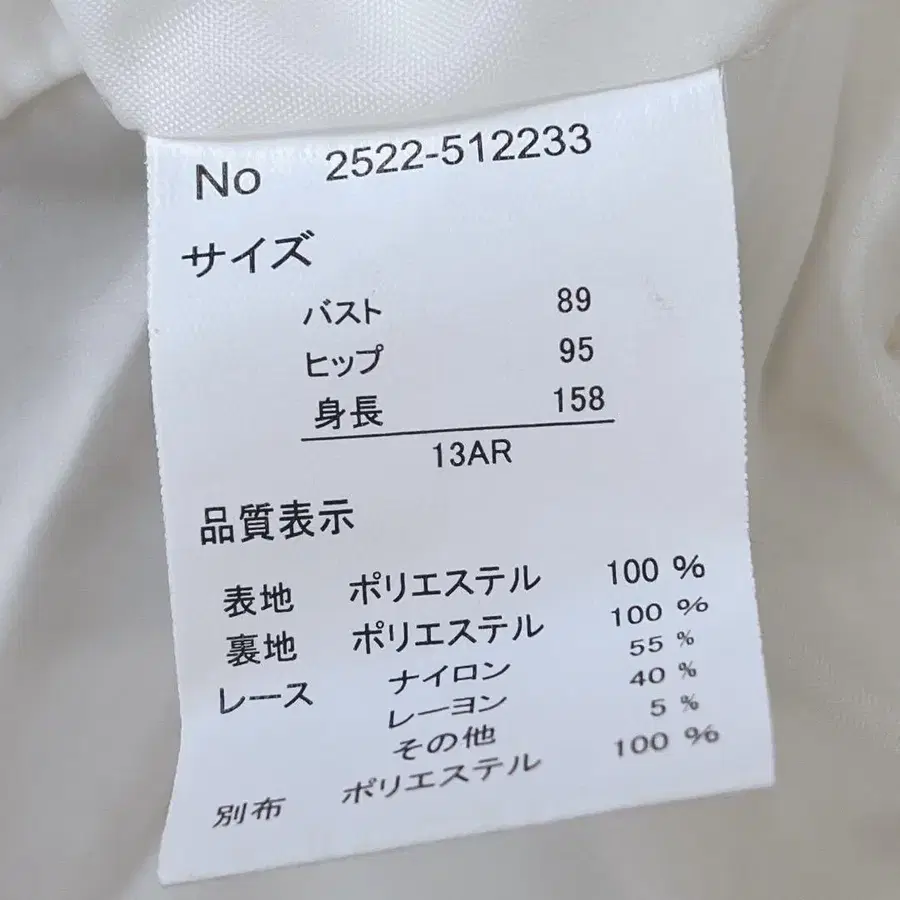 No 2522-512233
サイズ
バスト 89
ヒップ 95
身長 158
13AR
品質表示
表地 ポリエステル 100 %
裏地 ポリエステル 100 %
レース ナイロン 55 %
レーヨン 40 %
その他 5 %
別布 ポリエステル 100 %